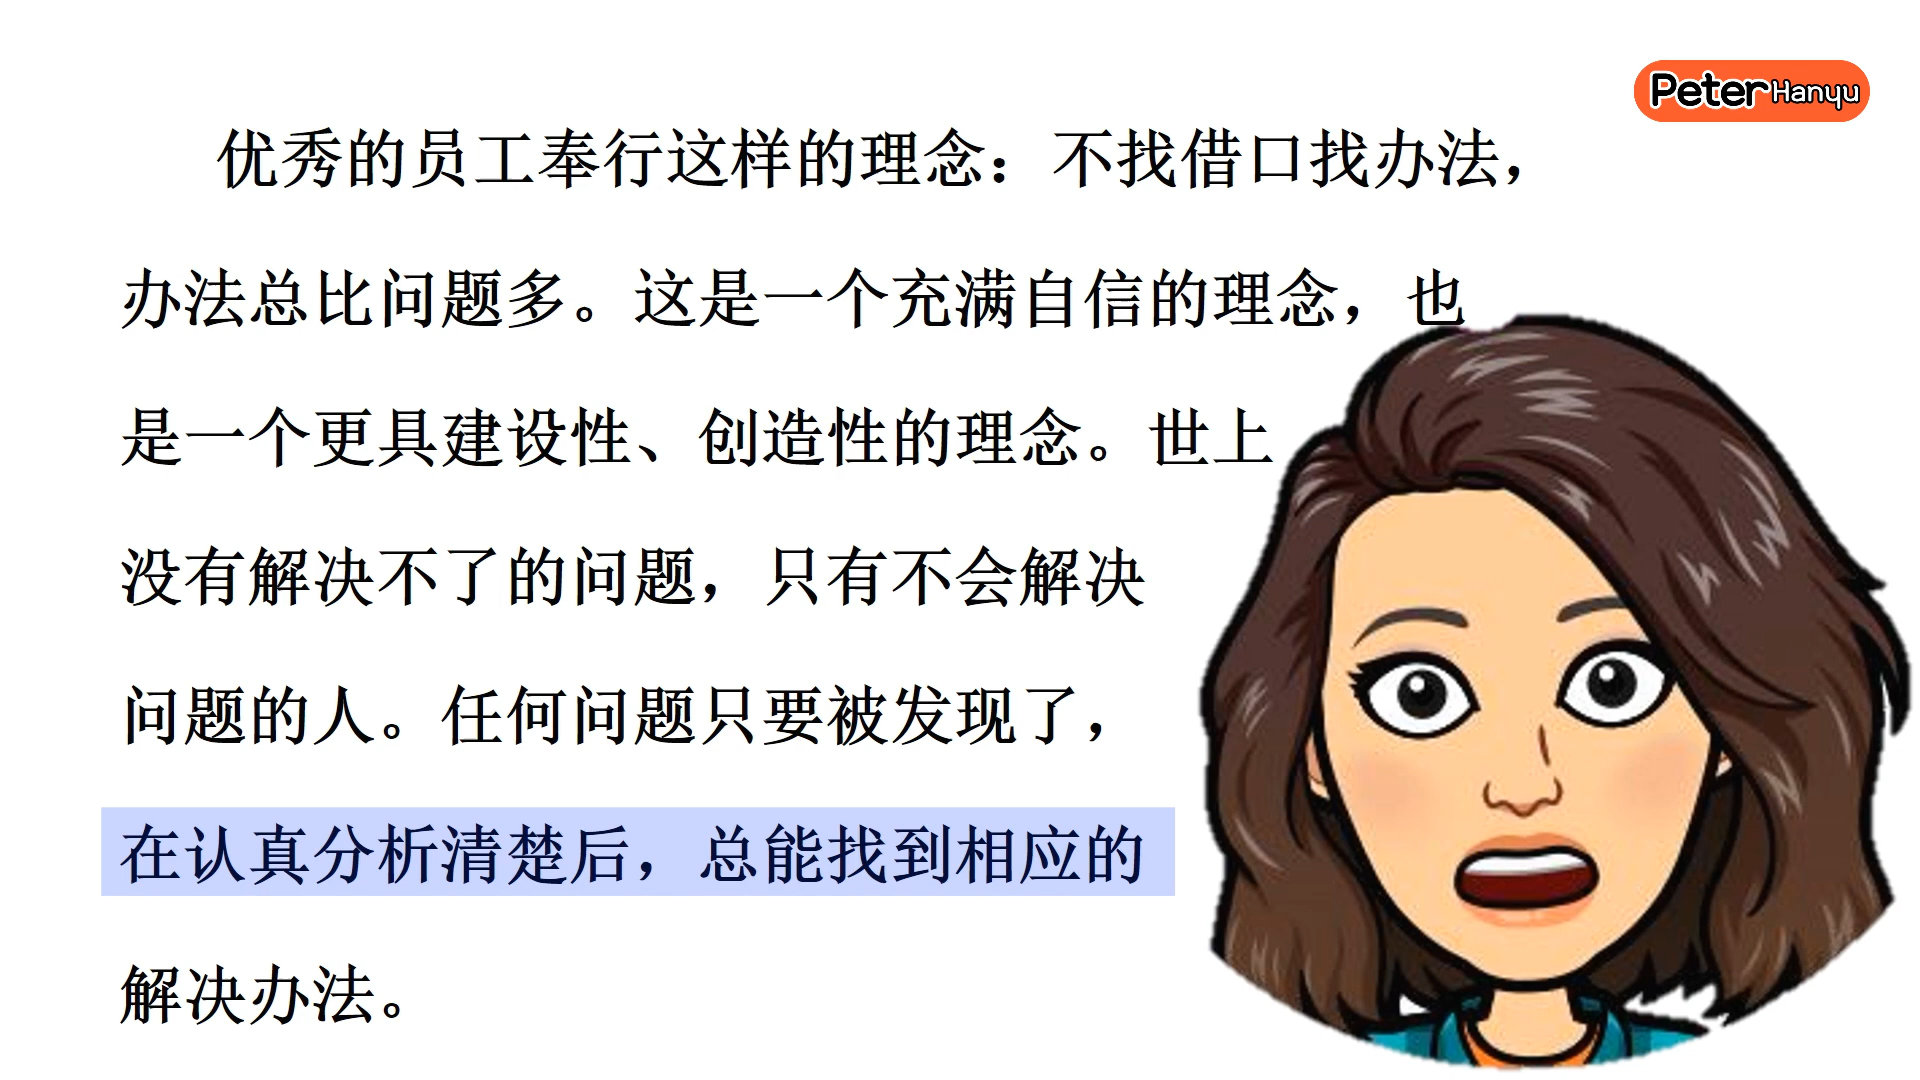 PeterHanyu
优秀的员工奉行这样的理念：不找借口找办法，
办法总比问题多。这是一个充满自信的理念，也
是一个更具建设性、创造性的理念。世上
没有解决不了的问题，只有不会解决
问题的人。任何问题只要被发现了，
在认真分析清楚后，总能找到相应的
解决办法。